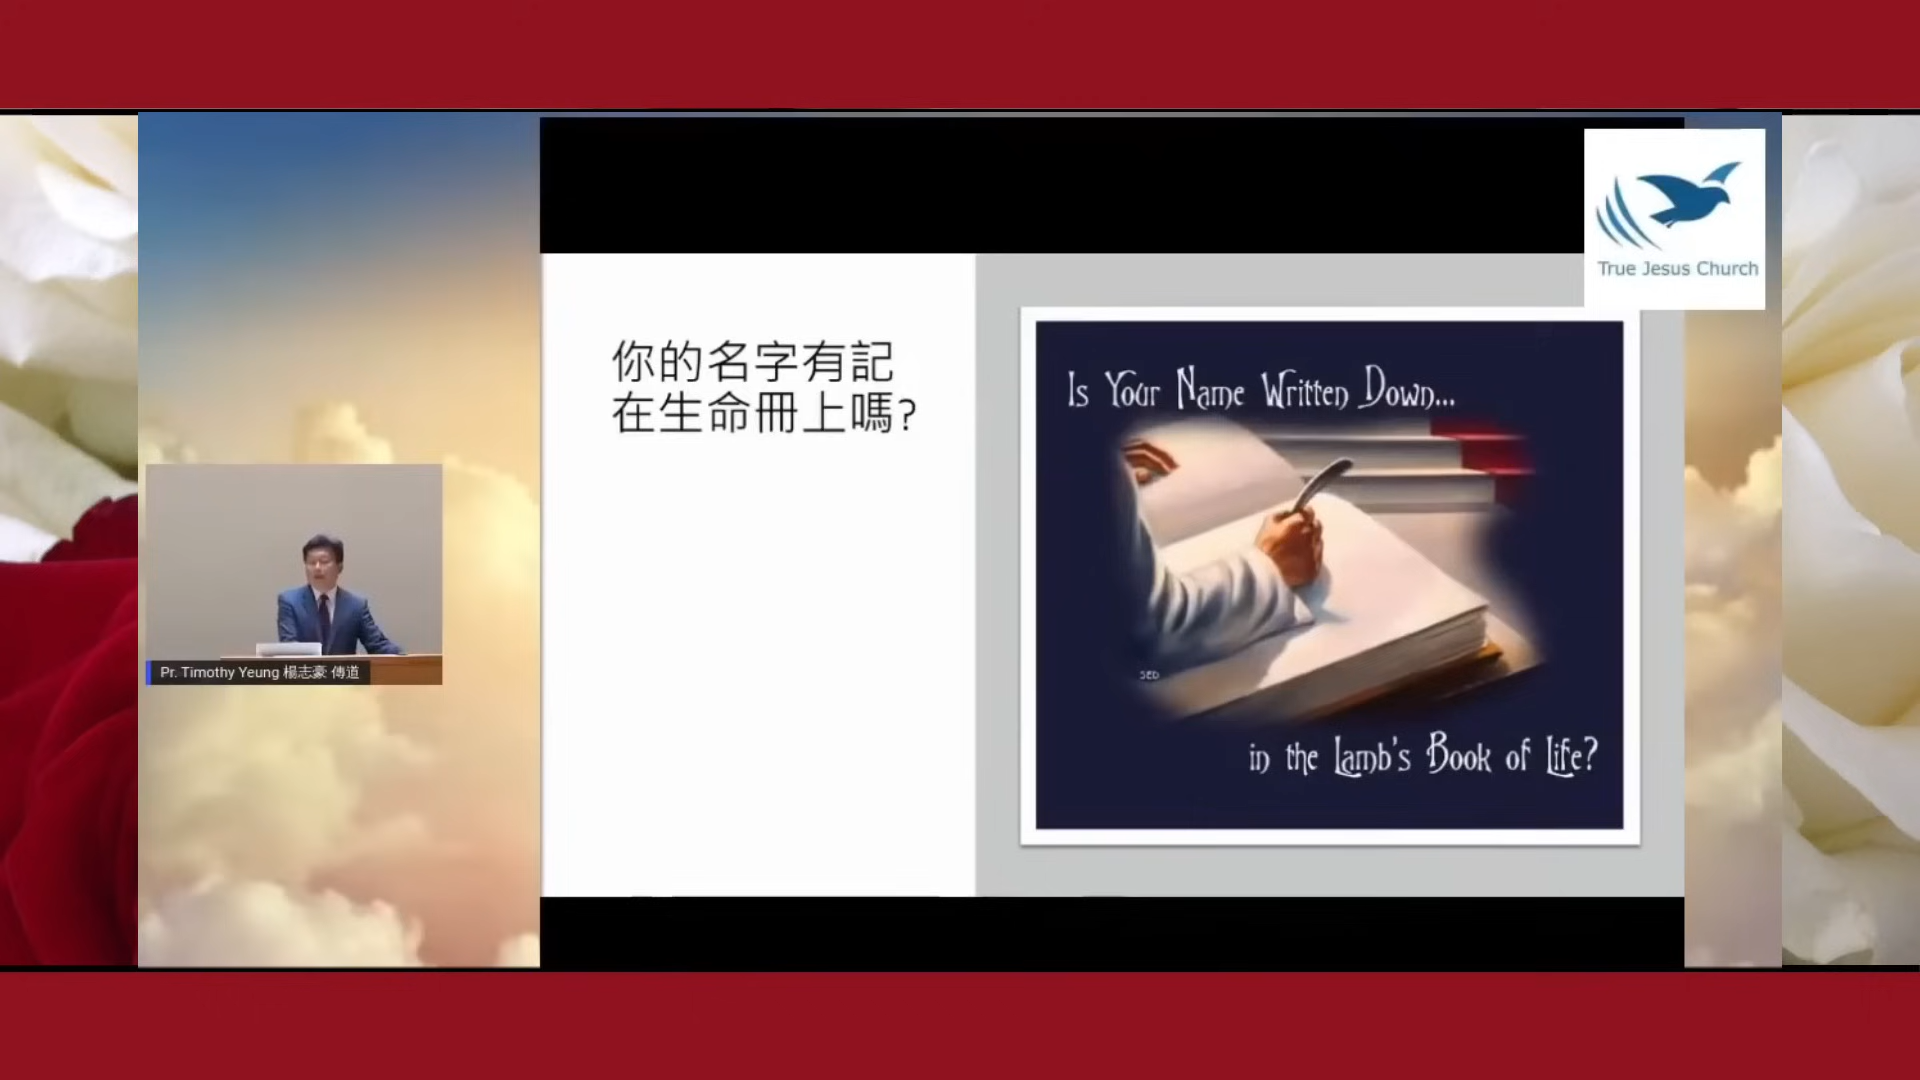 True Jesus Church
你的名字有記
在生命冊上嗎?
Is Your Name Written Down...
SED
in the Lamb's Book of Life?
Pr. Timothy Yeung 楊志豪 傳道